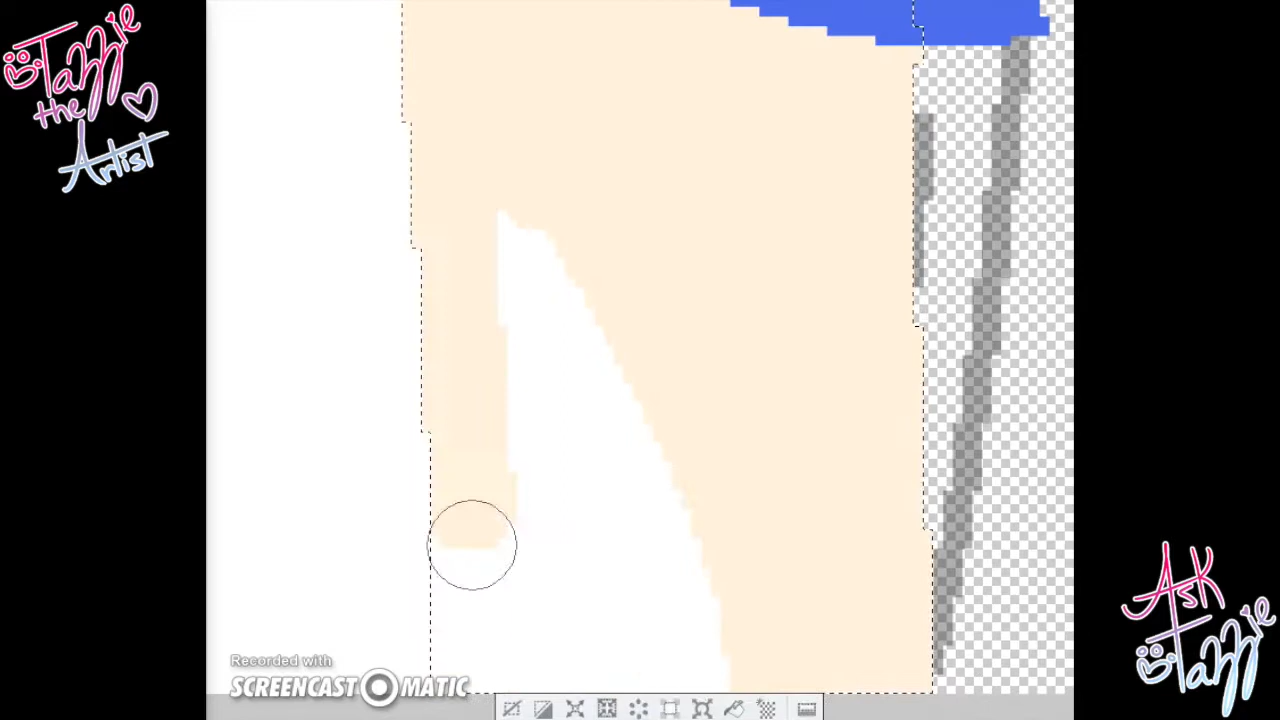 Tazzie
the
Artist
Recorded with
SCREENCAST O MATIC
Ask
Tazzie